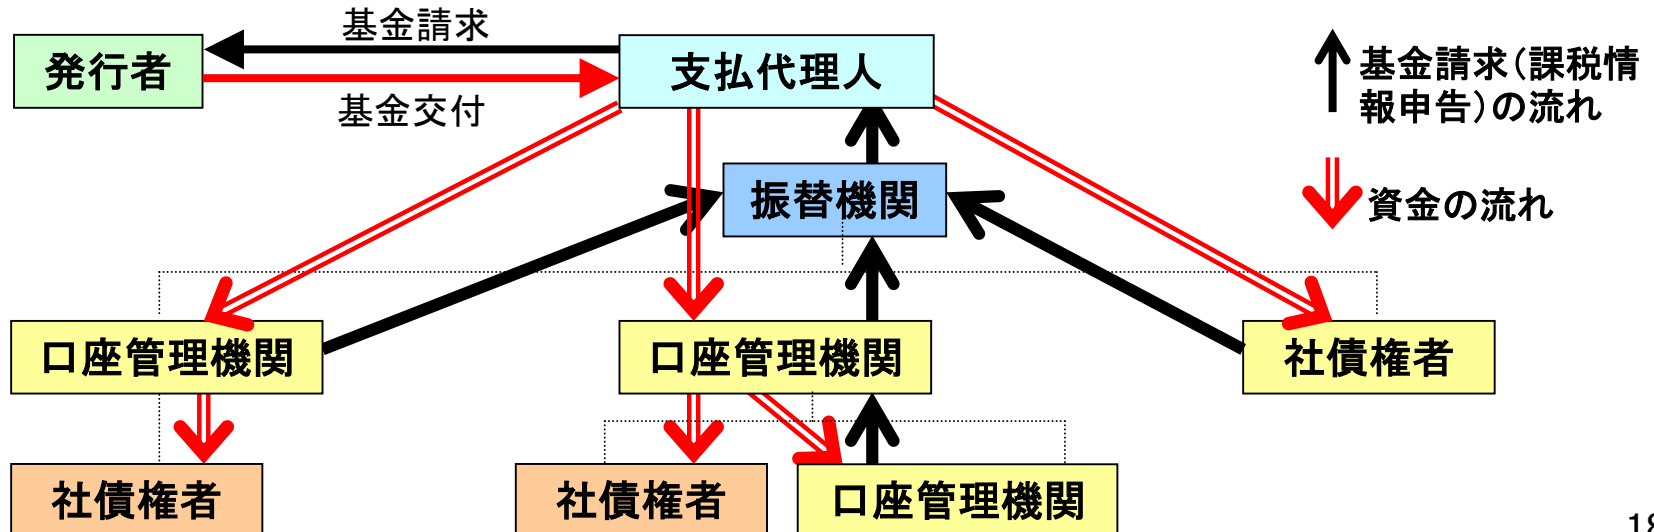 基金請求
発行者
支払代理人
基金交付
基金請求(課税情
報申告)の流れ
振替機関
資金の流れ
口座管理機関
口座管理機関
社債権者
社債権者
社債権者
口座管理機関
18